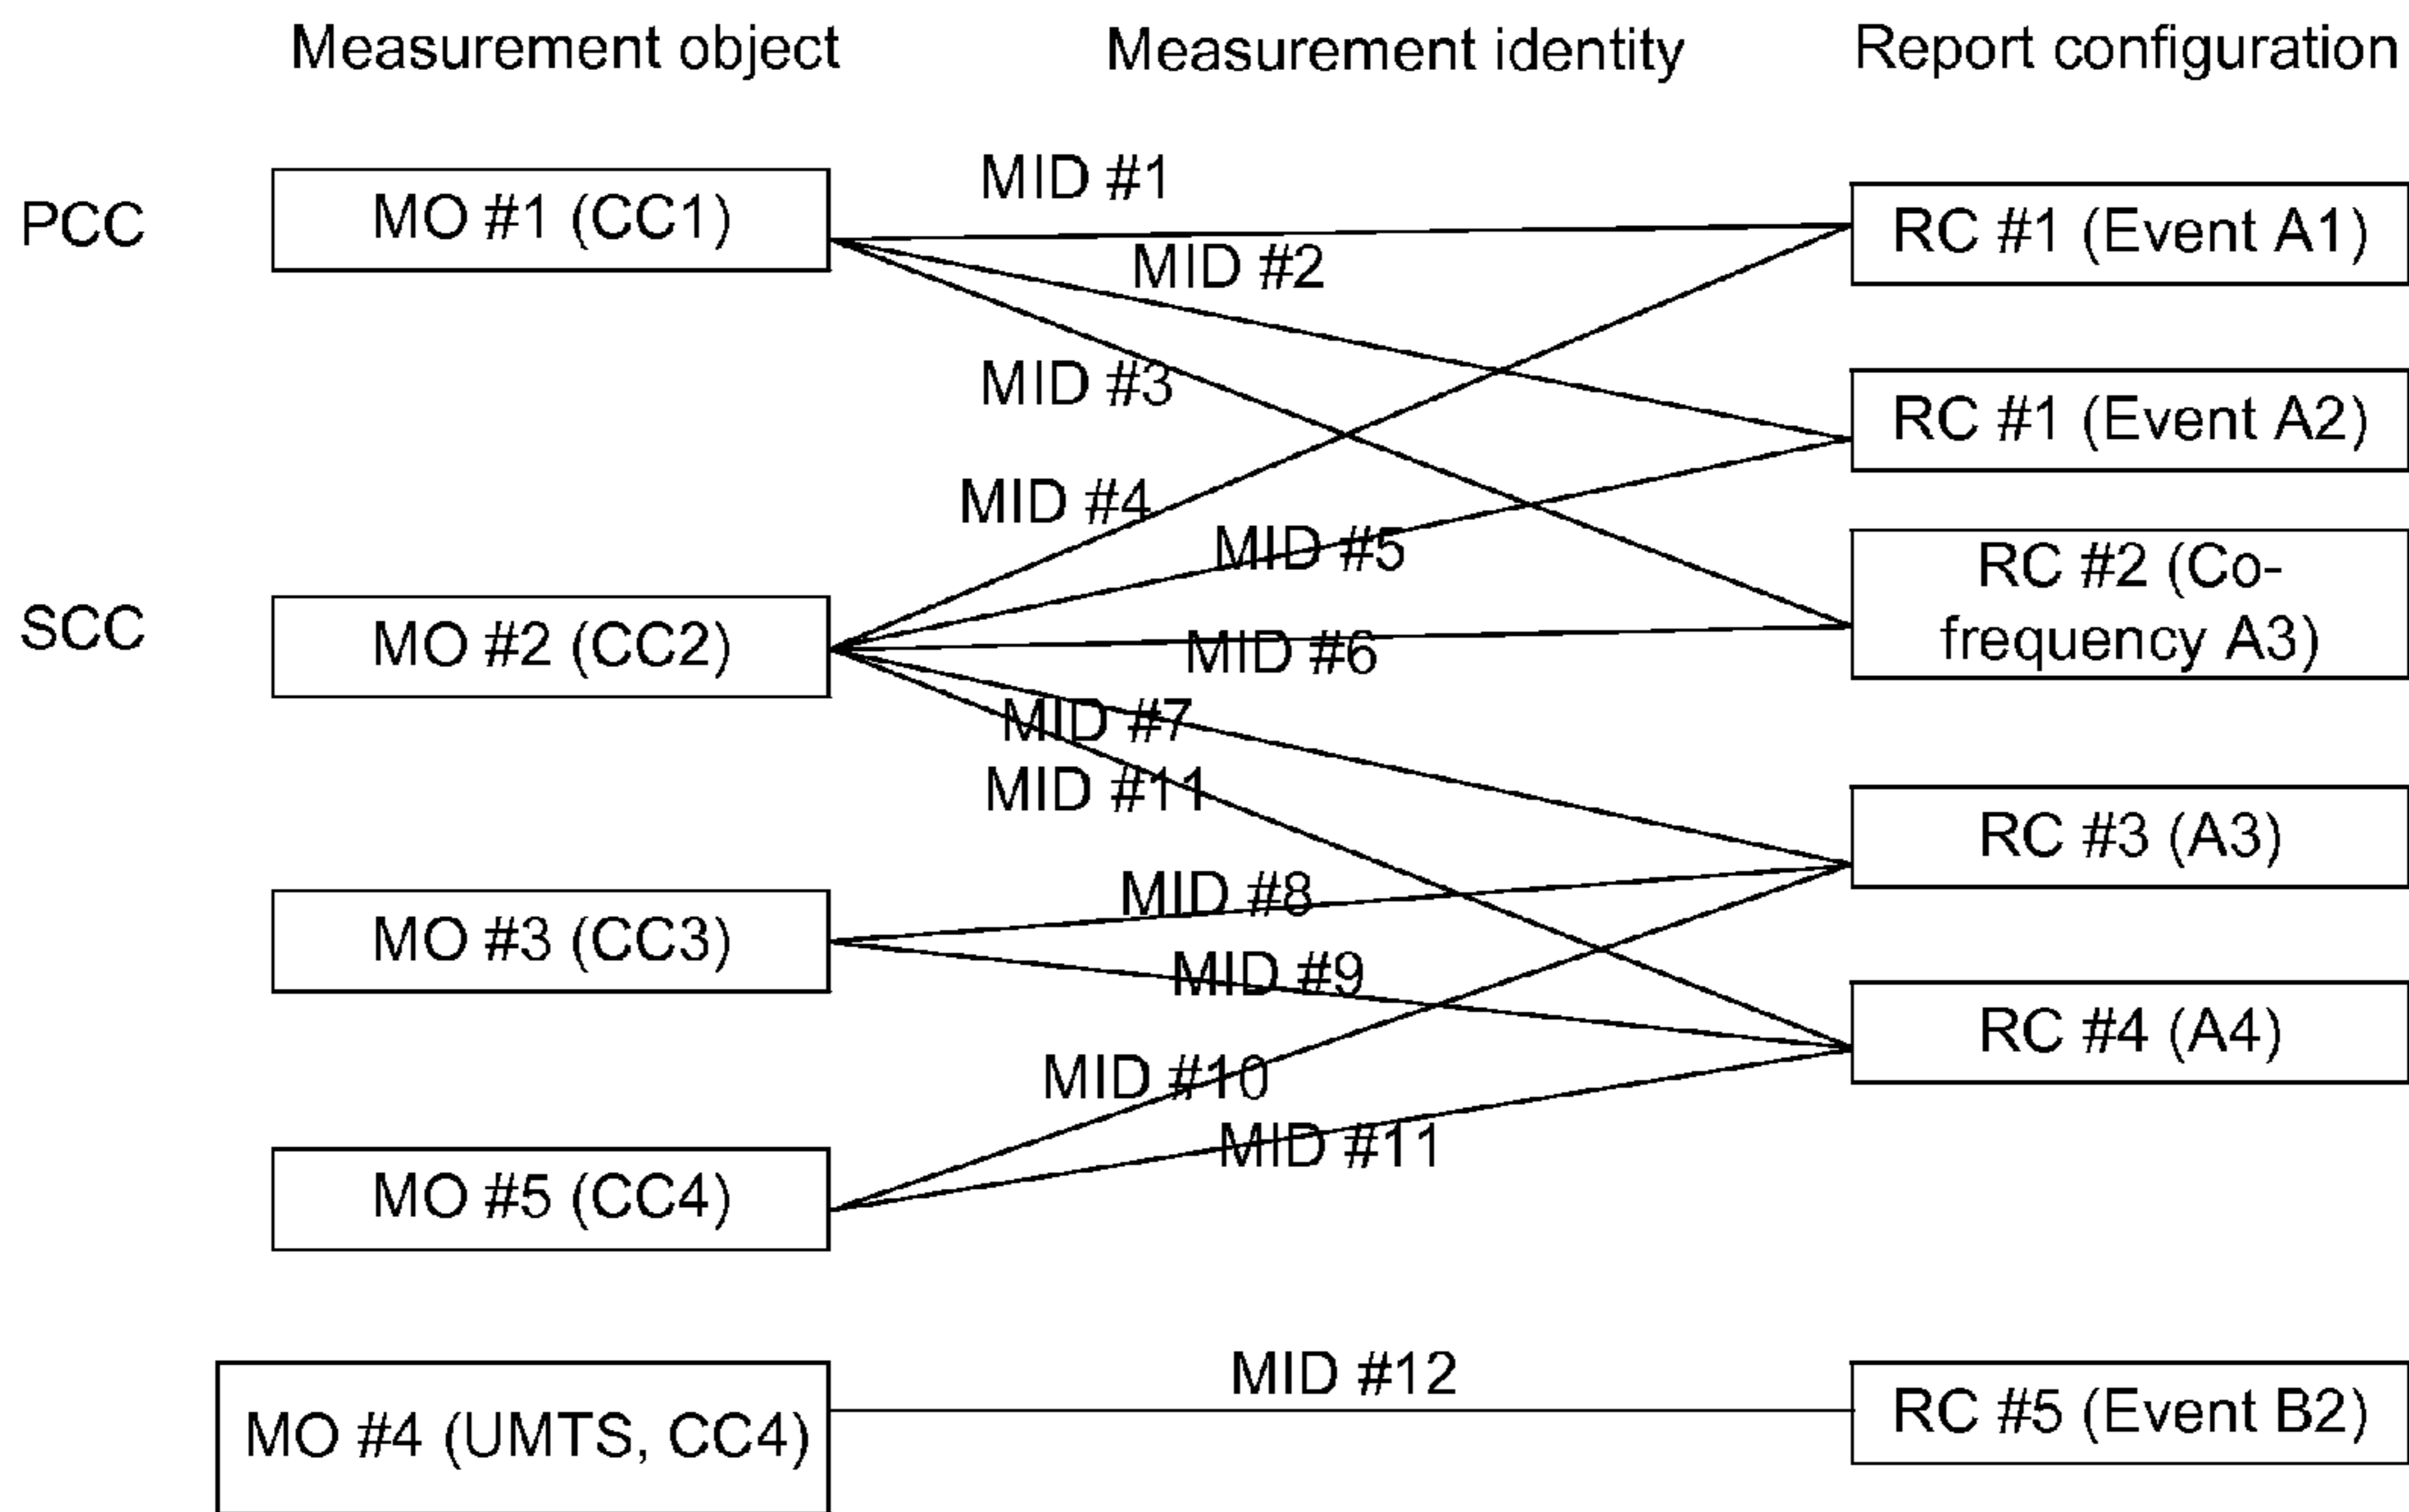 Measurement object
Measurement identity
Report configuration
PCC
MO #1 (CC1)
MID #1
RC #1 (Event A1)
MID #2
MID #3
RC #1 (Event A2)
MID #4
MID #5
RC #2 (Co-
frequency A3)
SCC
MO #2 (CC2)
MID #6
MID #7
MID #11
RC #3 (A3)
MID #8
MO #3 (CC3)
MID #9
RC #4 (A4)
MID #10
MID #11
MO #5 (CC4)
MID #12
MO #4 (UMTS, CC4)
RC #5 (Event B2)